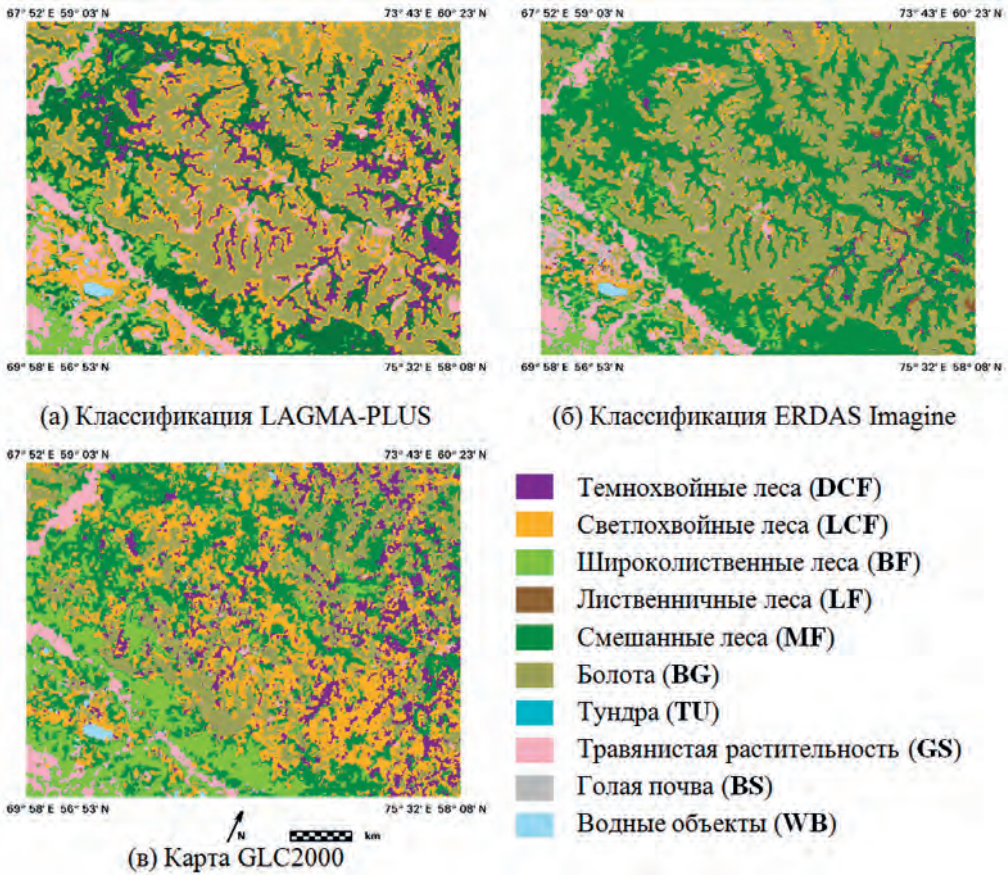 67° 52' E 59° 03' N 73° 43' E 60° 23' N 67° 52' E 59° 03' N 73° 43' E 60° 23' N
69° 58' E 56° 53' N 75° 32' E 58° 08' N 69° 58' E 56° 53' N 75° 32' E 58° 08' N
(а) Классификация LAGMA-PLUS
(б) Классификация ERDAS Imagine
67° 52' E 59° 03' N 73° 43' E 60° 23' N
69° 58' E 56° 53' N 75° 32' E 58° 08' N
N km
(в) Карта GLC2000
Темнохвойные леса (DCF)
Светлохвойные леса (LCF)
Широколиственные леса (BF)
Лиственничные леса (LF)
Смешанные леса (MF)
Болота (BG)
Тундра (TU)
Травянистая растительность (GS)
Голая почва (BS)
Водные объекты (WB)